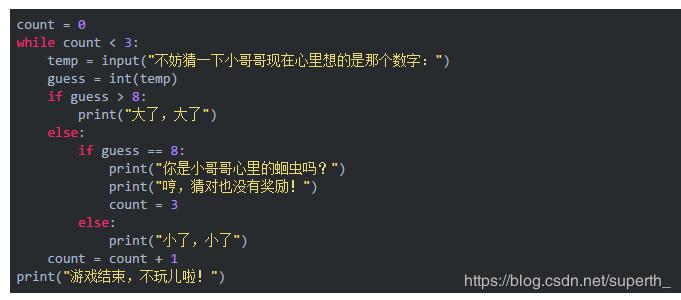 count = 0
while count < 3:
    temp = input("不妨猜一下小哥哥现在心里想的是那个数字：")
    guess = int(temp)
    if guess > 8:
        print("大了，大了")
    else:
        if guess == 8:
            print("你是小哥哥心里的蛔虫吗？")
            print("哼，猜对也没有奖励！")
            count = 3
        else:
            print("小了，小了")
    count = count + 1
print("游戏结束，不玩儿啦！")
https://blog.csdn.net/superth_